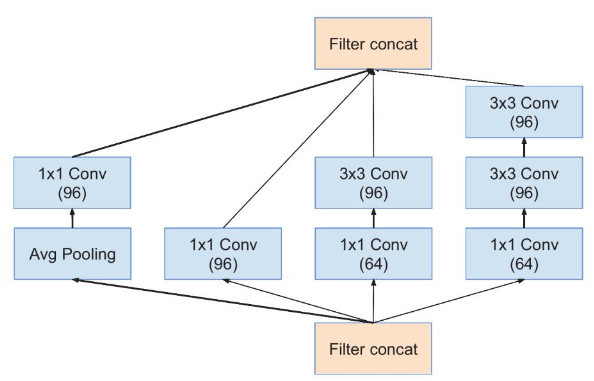 Filter concat
3x3 Conv
(96)
1x1 Conv
(96)
3x3 Conv
(96)
3x3 Conv
(96)
Avg Pooling
1x1 Conv
(96)
1x1 Conv
(64)
1x1 Conv
(64)
Filter concat